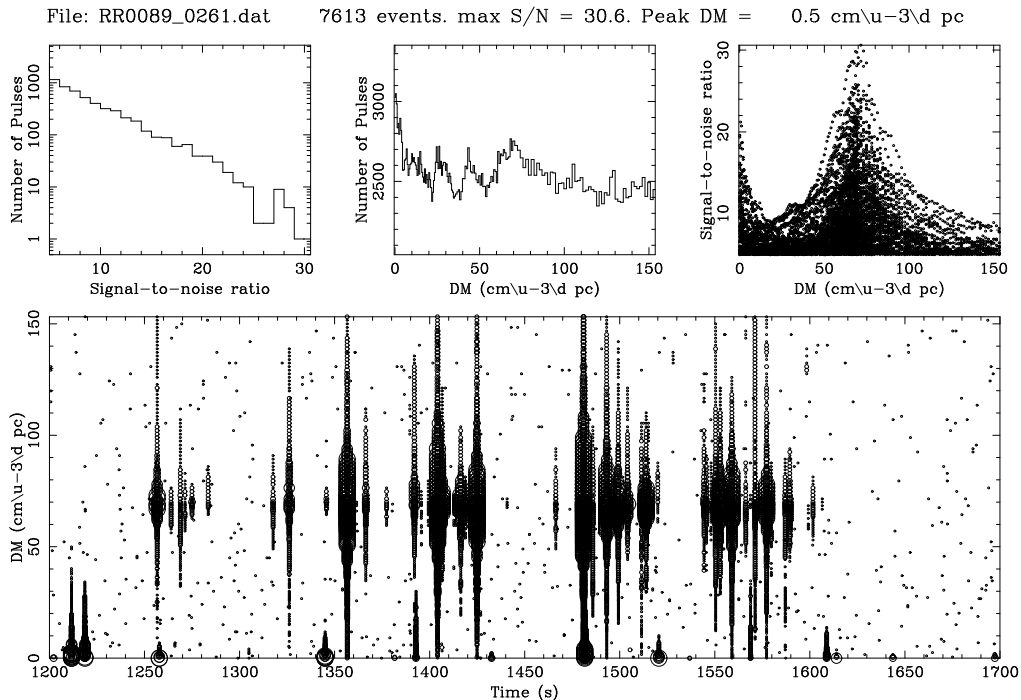 File: RR0089_0261.dat 7613 events. max S/N = 30.6. Peak DM = 0.5 cm\u-3\d pc
Number of Pulses
1 10 100 1000
10 20 30
Signal-to-noise ratio
Number of Pulses
2500 3000
0 50 100 150
DM (cm\u-3\d pc)
Signal-to-noise ratio
10 20 30
0 50 100 150
DM (cm\u-3\d pc)
DM (cm\u-3\d pc)
0 50 100 150
1200 1250 1300 1350 1400 1450 1500 1550 1600 1650 1700
Time (s)